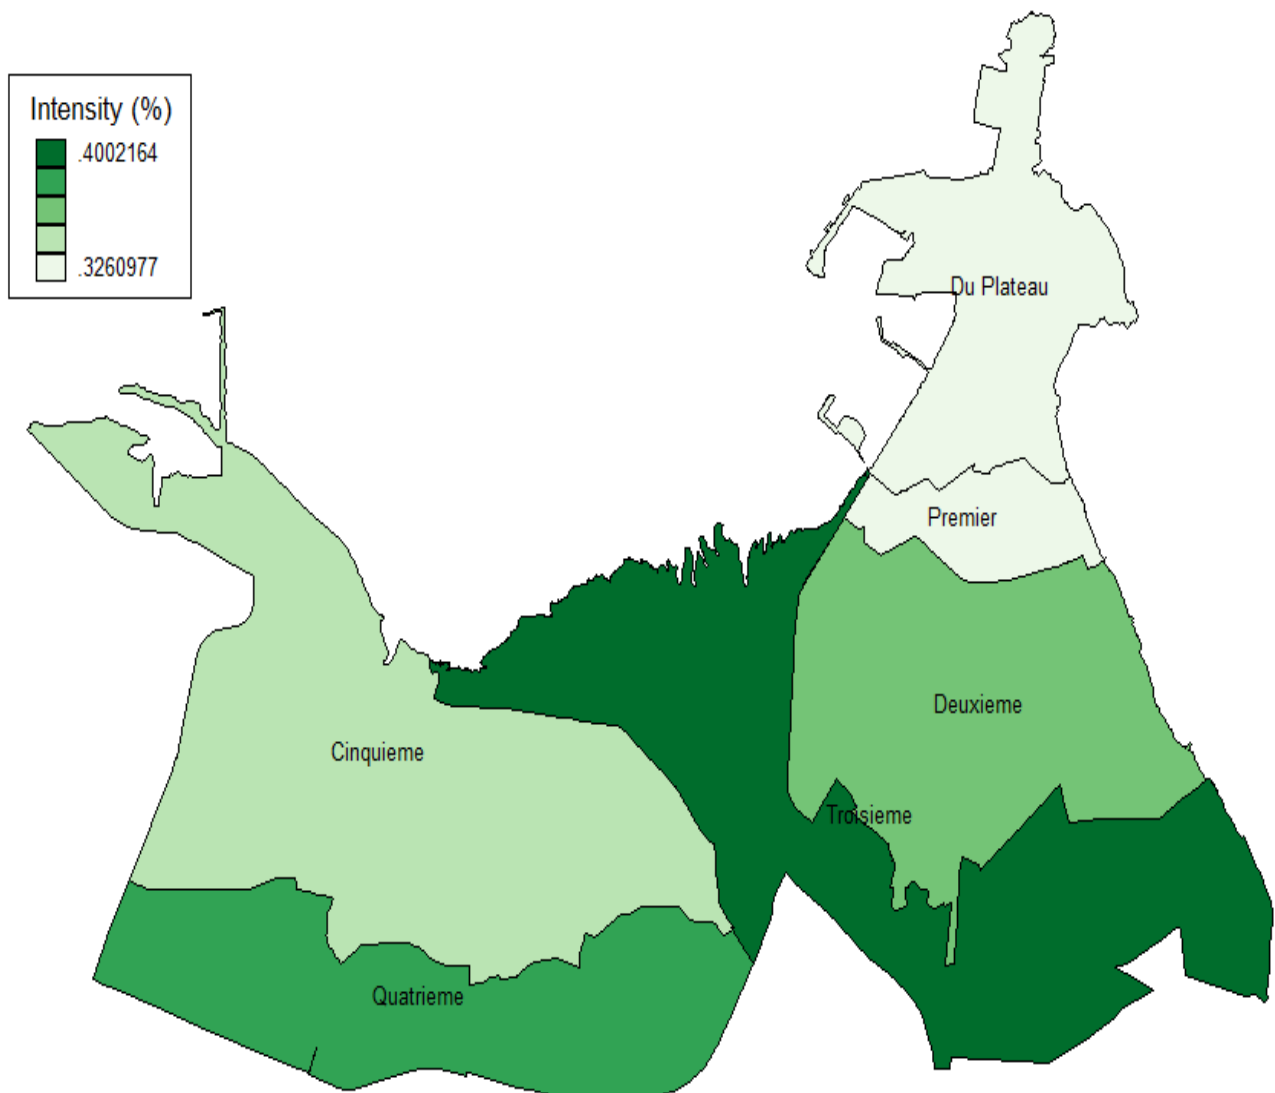 Intensity (%)
.4002164
.3260977
Du Plateau
Premier
Deuxieme
Cinquieme
Troisieme
Quatrieme